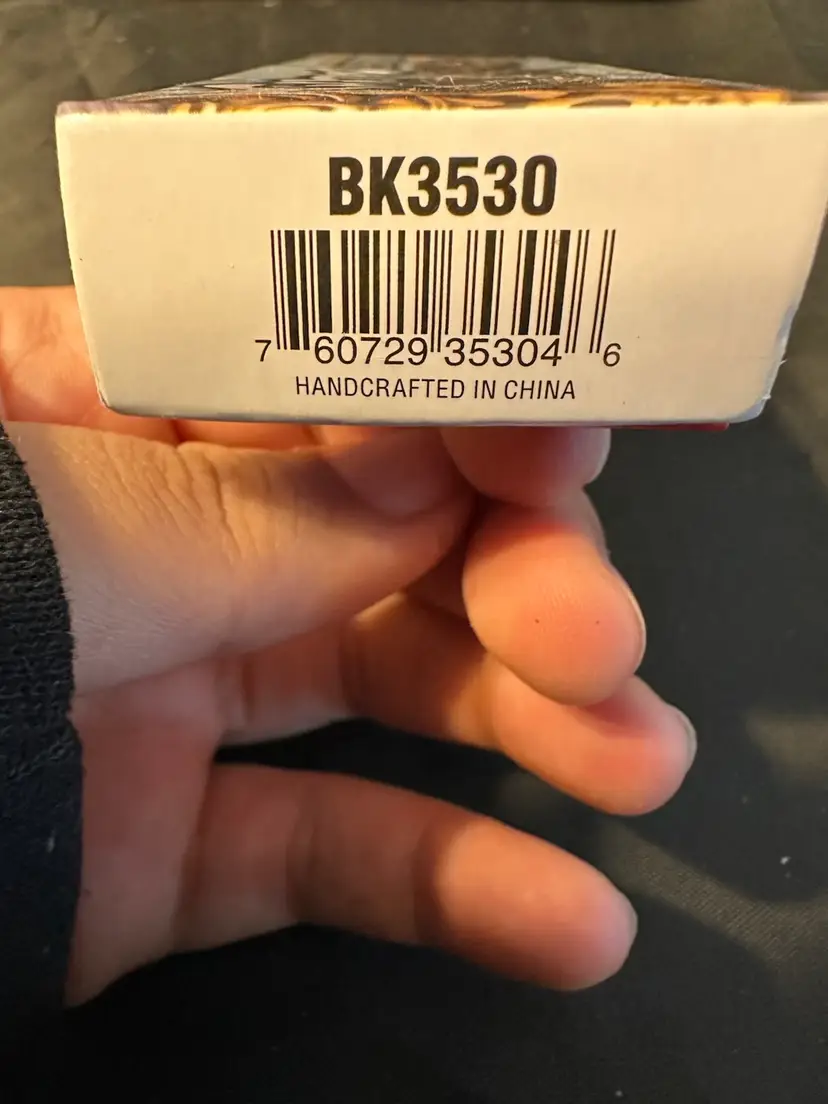 BK3530
7 60729 35304 6
HANDCRAFTED IN CHINA